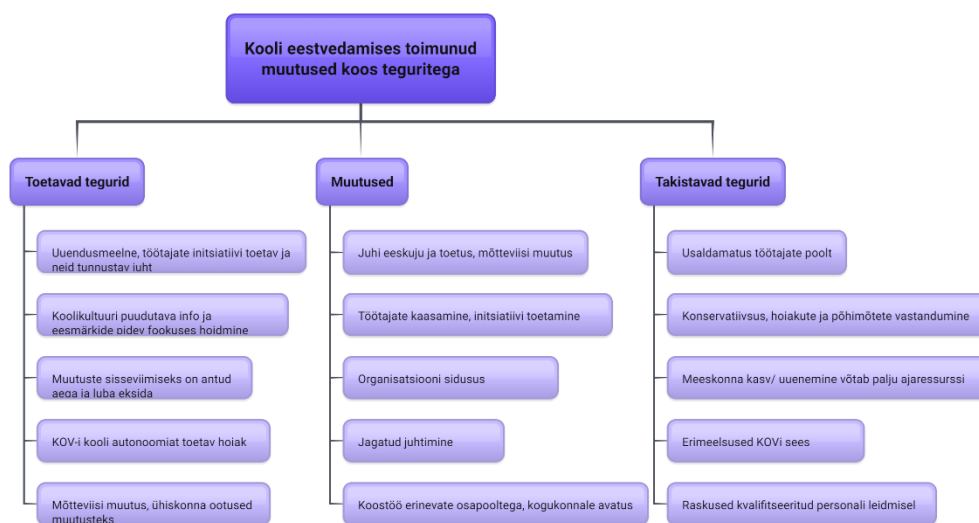 Kooli eestvedamises toimunud
muutused koos teguritega
Toetavad tegurid
Uuendusmeelne, töötajate initsiatiivi toetav ja
neid tunnustav juht
Koolikultuuri puudutava info ja
eesmärkide pidev fookuses hoidmine
Muutuste sisseviimiseks on antud
aega ja luba eksida
KOV-i kooli autonoomiat toetav hoiak
Mõtteviisi muutus, ühiskonna ootused
muutusteks
Muutused
Juhi eeskuju ja toetus, mõtteviisi muutus
Töötajate kaasamine, initsiatiivi toetamine
Organisatsiooni sidusus
Jagatud juhtimine
Koostöö erinevate osapooltega, kogukonnale avatus
Takistavad tegurid
Usaldamatus töötajate poolt
Konservatiivsus, hoiakute ja põhimõtete vastandumine
Meeskonna kasv/ uuenemine võtab palju ajaressurssi
Erimeelsused KOVi sees
Raskused kvalifitseeritud personali leidmisel